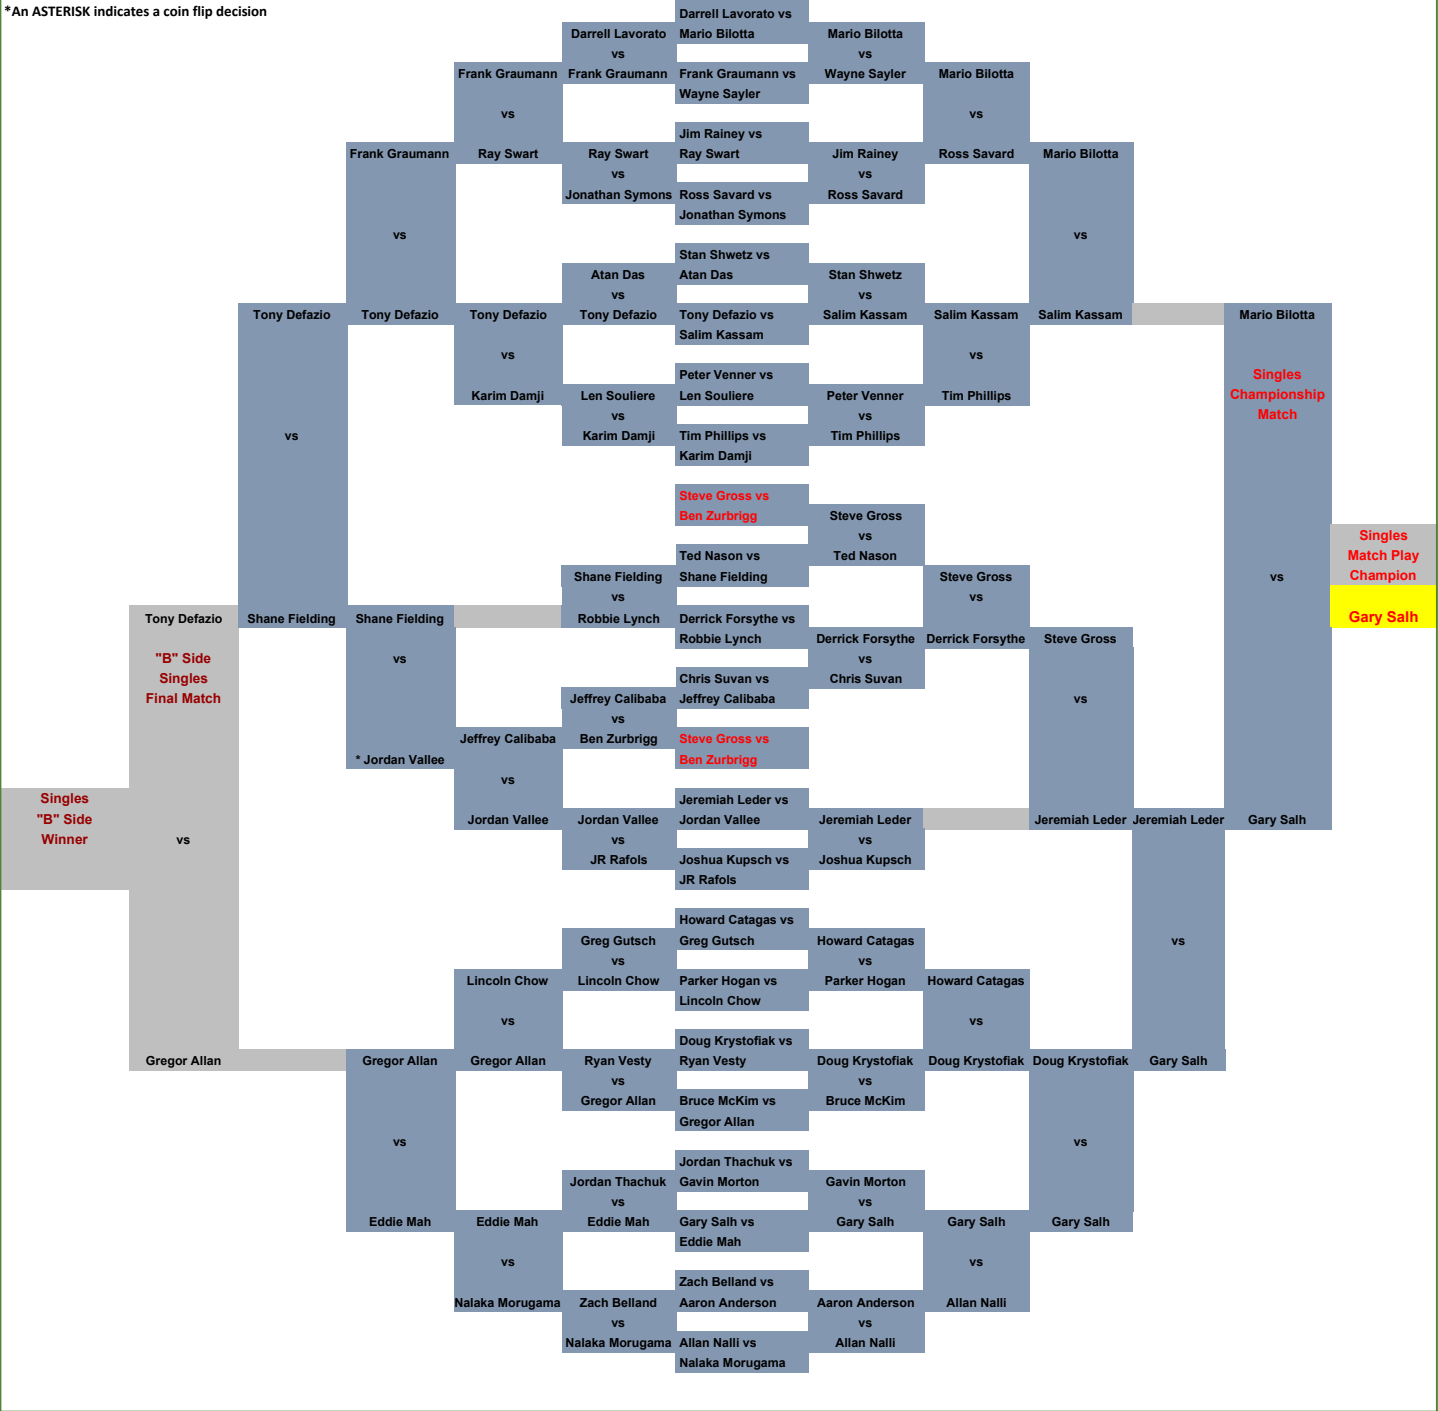 *An ASTERISK indicates a coin flip decision
Darrell Lavorato vs
Darrell Lavorato Mario Bilotta Mario Bilotta
vs vs
Frank Graumann Frank Graumann Frank Graumann vs Wayne Sayler Mario Bilotta
Wayne Sayler
vs vs
Jim Rainey vs
Frank Graumann Ray Swart Ray Swart Ray Swart Jim Rainey Ross Savard Mario Bilotta
vs vs
Jonathan Symons Ross Savard vs Ross Savard
Jonathan Symons
vs vs
Stan Shwetz vs
Atan Das Atan Das Stan Shwetz
vs vs
Tony Defazio Tony Defazio Tony Defazio Tony Defazio Tony Defazio vs Salim Kassam Salim Kassam Salim Kassam Mario Bilotta
Salim Kassam
vs vs
Peter Venner vs Singles
Karim Damji Len Souliere Len Souliere Peter Venner Tim Phillips Championship
vs vs Match
vs Karim Damji Tim Phillips vs Tim Phillips
Karim Damji
Steve Gross vs
Ben Zurbrigg Steve Gross
vs Singles
Ted Nason vs Ted Nason Match Play
Shane Fielding Shane Fielding Steve Gross vs Champion
vs vs
Tony Defazio Shane Fielding Shane Fielding Robbie Lynch Derrick Forsythe vs Gary Salh
Robbie Lynch Derrick Forsythe Derrick Forsythe Steve Gross
"B" Side vs vs
Singles Chris Suvan vs Chris Suvan
Final Match Jeffrey Calibaba Jeffrey Calibaba vs
vs
Jeffrey Calibaba Ben Zurbrigg Steve Gross vs
* Jordan Vallee Ben Zurbrigg
vs
Singles Jeremiah Leder vs
"B" Side Jordan Vallee Jordan Vallee Jordan Vallee Jeremiah Leder Jeremiah Leder Jeremiah Leder Gary Salh
Winner vs vs vs
JR Rafols Joshua Kupsch vs Joshua Kupsch
JR Rafols
Howard Catagas vs
Greg Gutsch Greg Gutsch Howard Catagas vs
vs vs
Lincoln Chow Lincoln Chow Parker Hogan vs Parker Hogan Howard Catagas
Lincoln Chow
vs vs
Doug Krystofiak vs
Gregor Allan Gregor Allan Gregor Allan Ryan Vesty Ryan Vesty Doug Krystofiak Doug Krystofiak Doug Krystofiak Gary Salh
vs vs
Gregor Allan Bruce McKim vs Bruce McKim
Gregor Allan
vs vs
Jordan Thachuk vs
Jordan Thachuk Gavin Morton Gavin Morton
vs vs
Eddie Mah Eddie Mah Eddie Mah Gary Salh vs Gary Salh Gary Salh Gary Salh
Eddie Mah
vs vs
Zach Belland vs
Nalaka Morugama Zach Belland Aaron Anderson Aaron Anderson Allan Nalli
vs vs
Nalaka Morugama Allan Nalli vs Allan Nalli
Nalaka Morugama